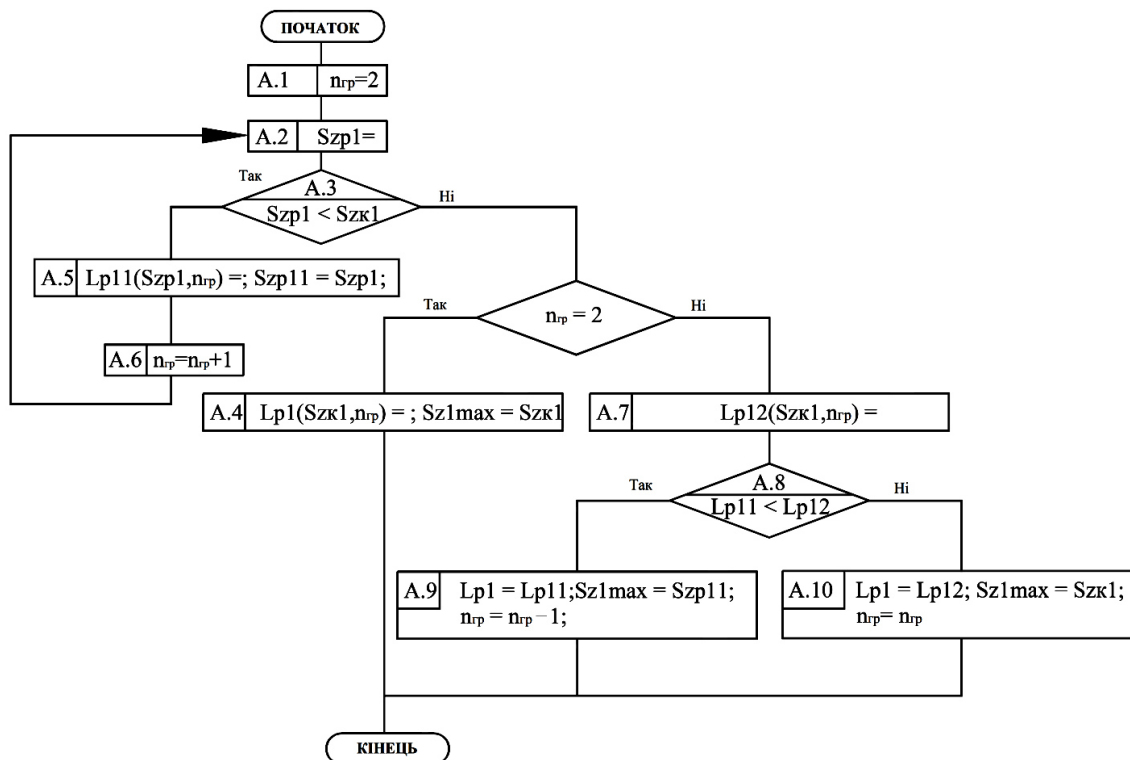 ПОЧАТОК
А.1 nгр=2
А.2 Szp1=
Так
А.3
Ні
Szp1 < Szк1
А.5 Lp11(Szp1,nгр) =; Szp11 = Szp1;
Так
nгр = 2
Ні
А.6 nгр=nгр+1
А.4 Lp1(Szк1,nгр) = ; Sz1max = Szк1
А.7 Lp12(Szк1,nгр) =
Так
А.8
Ні
Lp11 < Lp12
А.9 Lp1 = Lp11;Sz1max = Szp11;
nгр = nгр – 1;
А.10 Lp1 = Lp12; Sz1max = Szк1;
nгр= nгр
КІНЕЦЬ